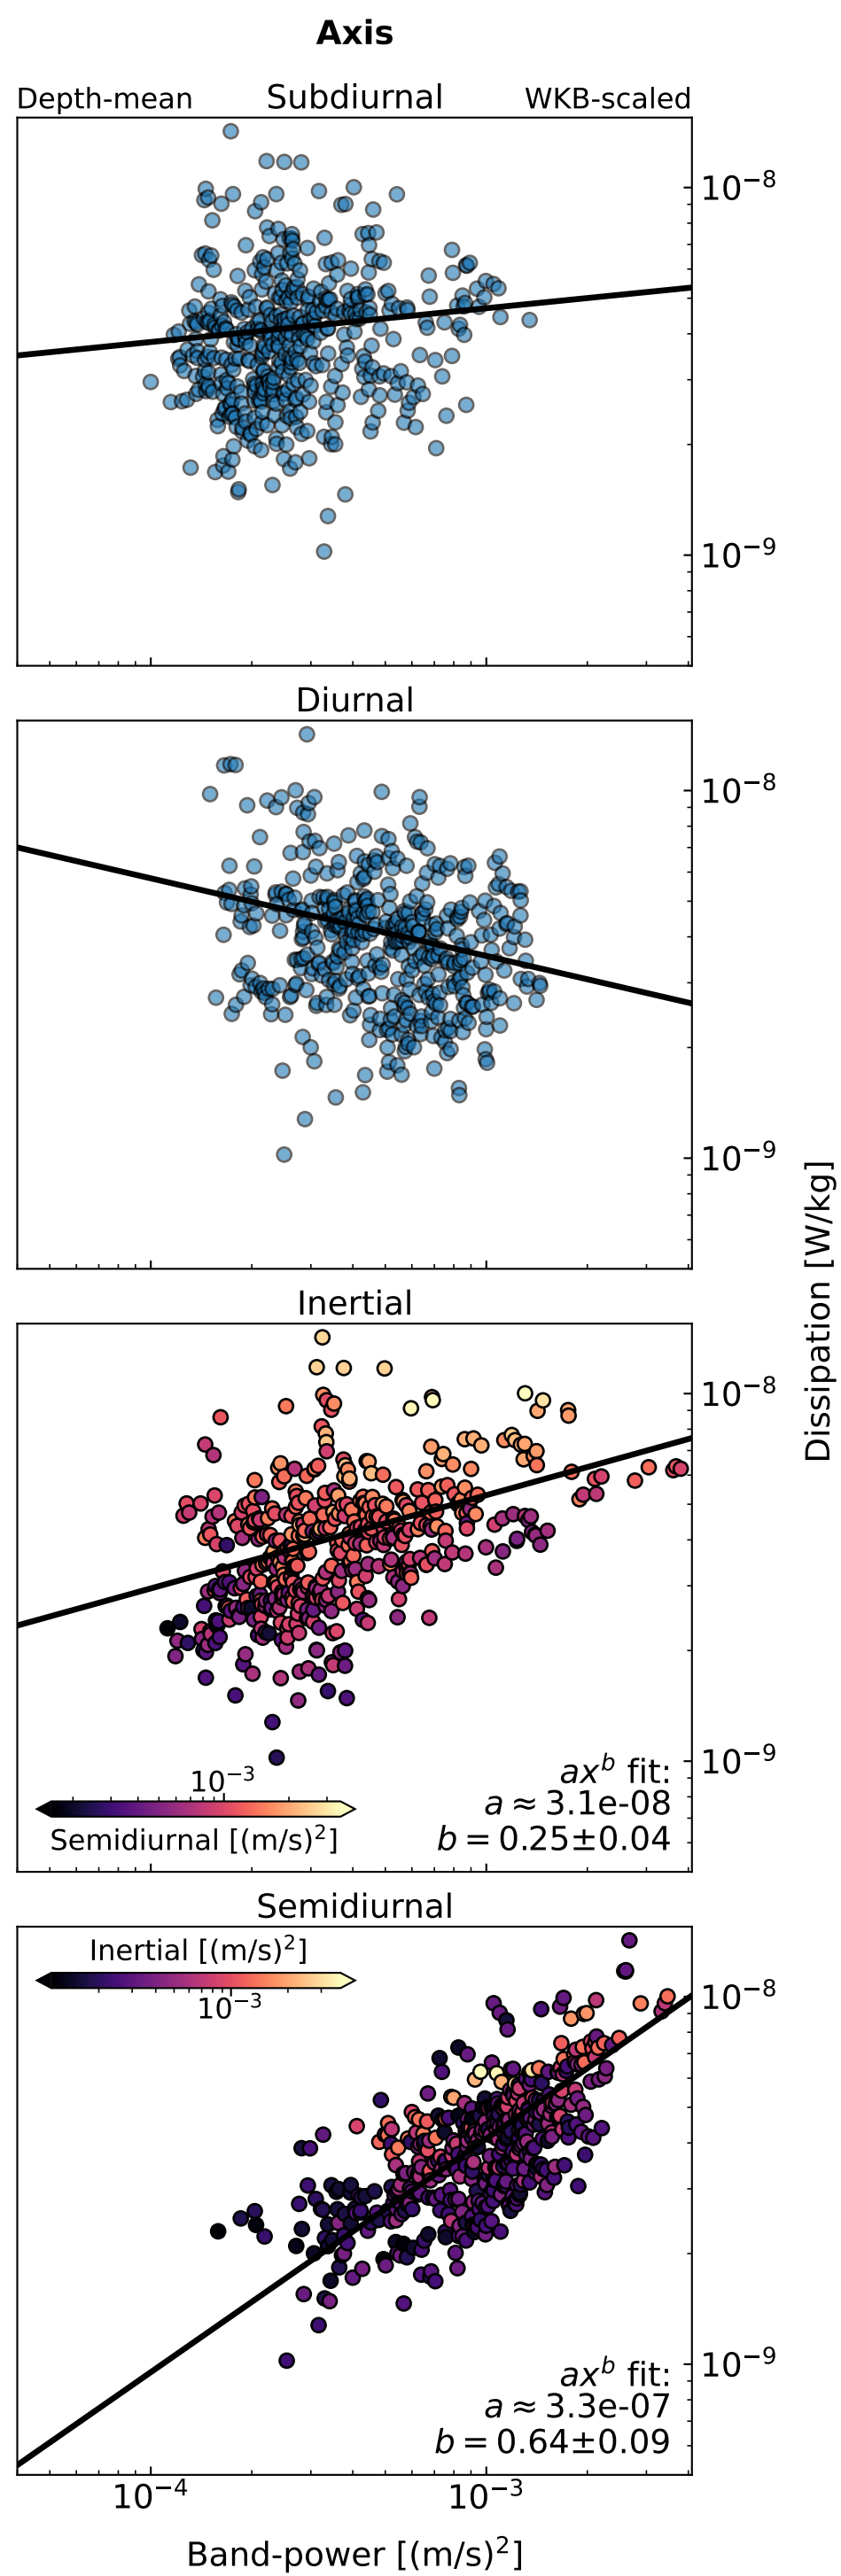 Axis
Depth-mean Subdiurnal WKB-scaled
10⁻⁸
10⁻⁹
Diurnal
10⁻⁸
10⁻⁹
Dissipation [W/kg]
Inertial
10⁻⁸
10⁻⁹
10⁻³
Semidiurnal [(m/s)²]
axᵇ fit:
a ≈ 3.1e-08
b = 0.25±0.04
Semidiurnal
Inertial [(m/s)²]
10⁻³
10⁻⁸
10⁻⁹
axᵇ fit:
a ≈ 3.3e-07
b = 0.64±0.09
10⁻⁴ 10⁻³
Band-power [(m/s)²]